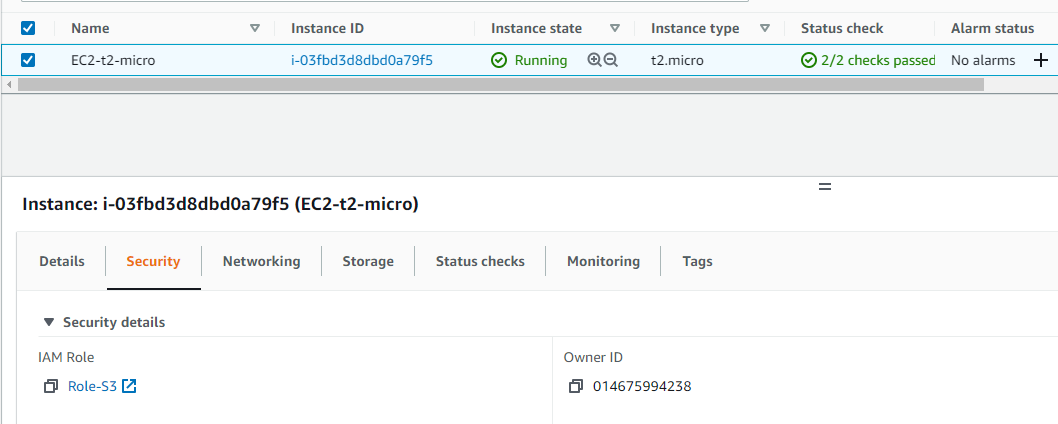 Name Instance ID Instance state Instance type Status check Alarm status
EC2-t2-micro i-03fbd3d8dbd0a79f5 Running t2.micro 2/2 checks passed No alarms
Instance: i-03fbd3d8dbd0a79f5 (EC2-t2-micro)
Details Security Networking Storage Status checks Monitoring Tags
Security details
IAM Role Owner ID
Role-S3 014675994238